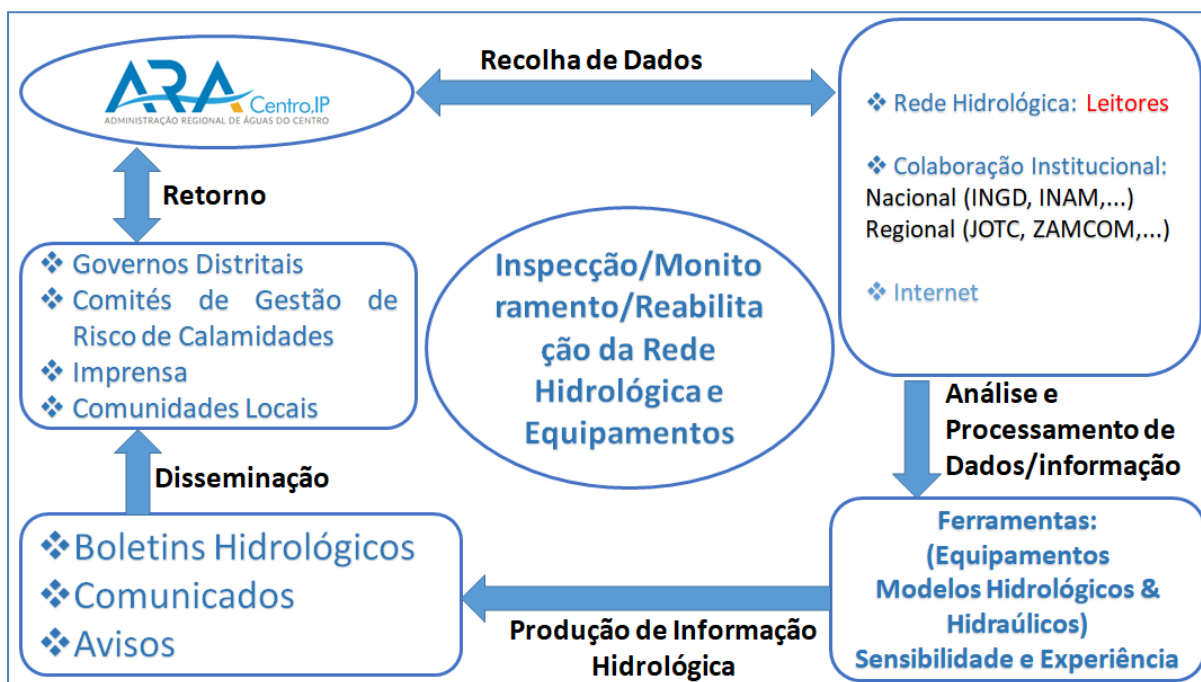 ARA
Centro,IP
ADMINISTRAÇÃO REGIONAL DE ÁGUAS DO CENTRO
Recolha de Dados
❖ Rede Hidrológica: Leitores
❖ Colaboração Institucional:
Nacional (INGD, INAM,...)
Regional (JOTC, ZAMCOM,...)
❖ Internet
Retorno
❖ Governos Distritais
❖ Comités de Gestão de
Risco de Calamidades
❖ Imprensa
❖ Comunidades Locais
Inspecção/Monito
ramento/Reabilita
ção da Rede
Hidrológica e
Equipamentos
Análise e
Processamento de
Dados/informação
Disseminação
❖Boletins Hidrológicos
❖Comunicados
❖Avisos
Produção de Informação
Hidrológica
Ferramentas:
(Equipamentos
Modelos Hidrológicos &
Hidraúlicos)
Sensibilidade e Experiência